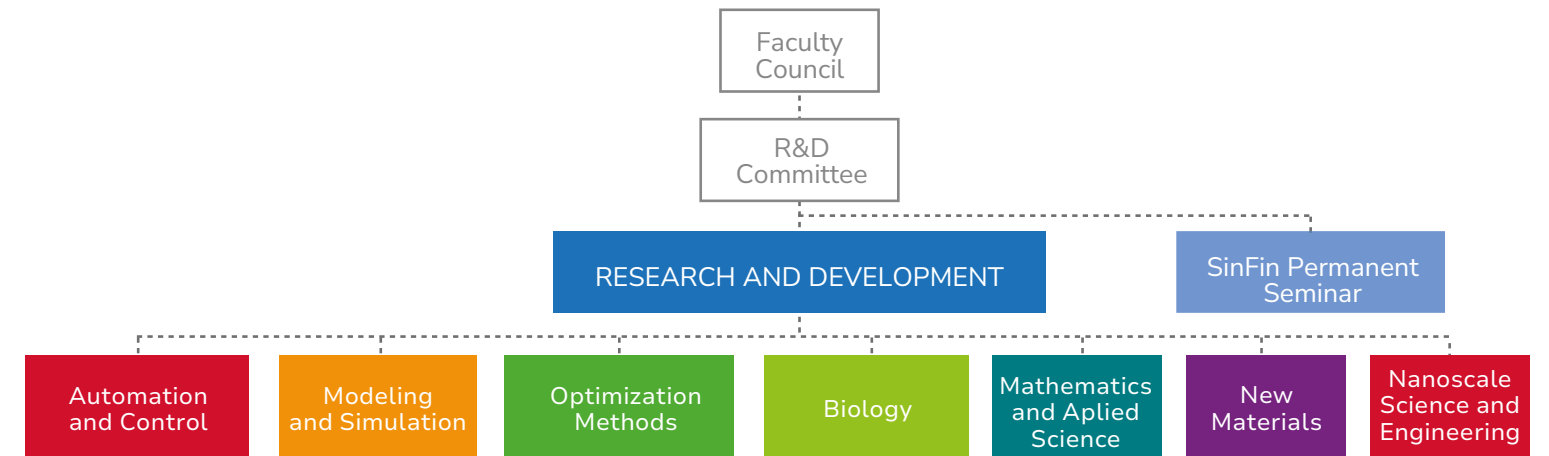 Faculty
Council
R&D
Committee
RESEARCH AND DEVELOPMENT
SinFin Permanent
Seminar
Automation
and Control
Modeling
and Simulation
Optimization
Methods
Biology
Mathematics
and Aplied
Science
New
Materials
Nanoscale
Science and
Engineering